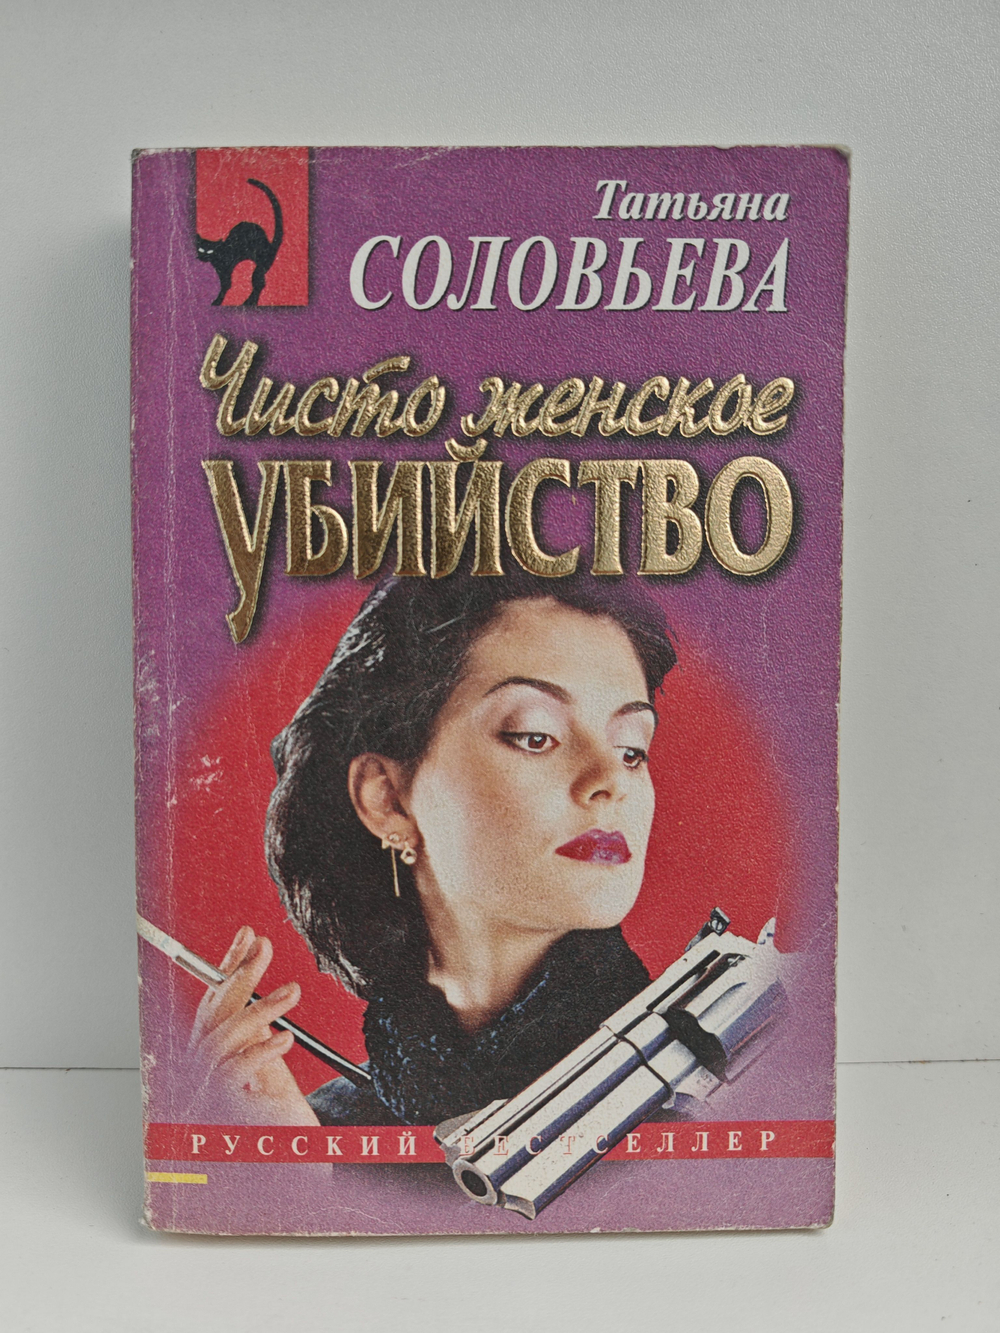 Татьяна
СОЛОВЬЕВА
Чисто женское
УБИЙСТВО
РУССКИЙ БЕСТСЕЛЛЕР